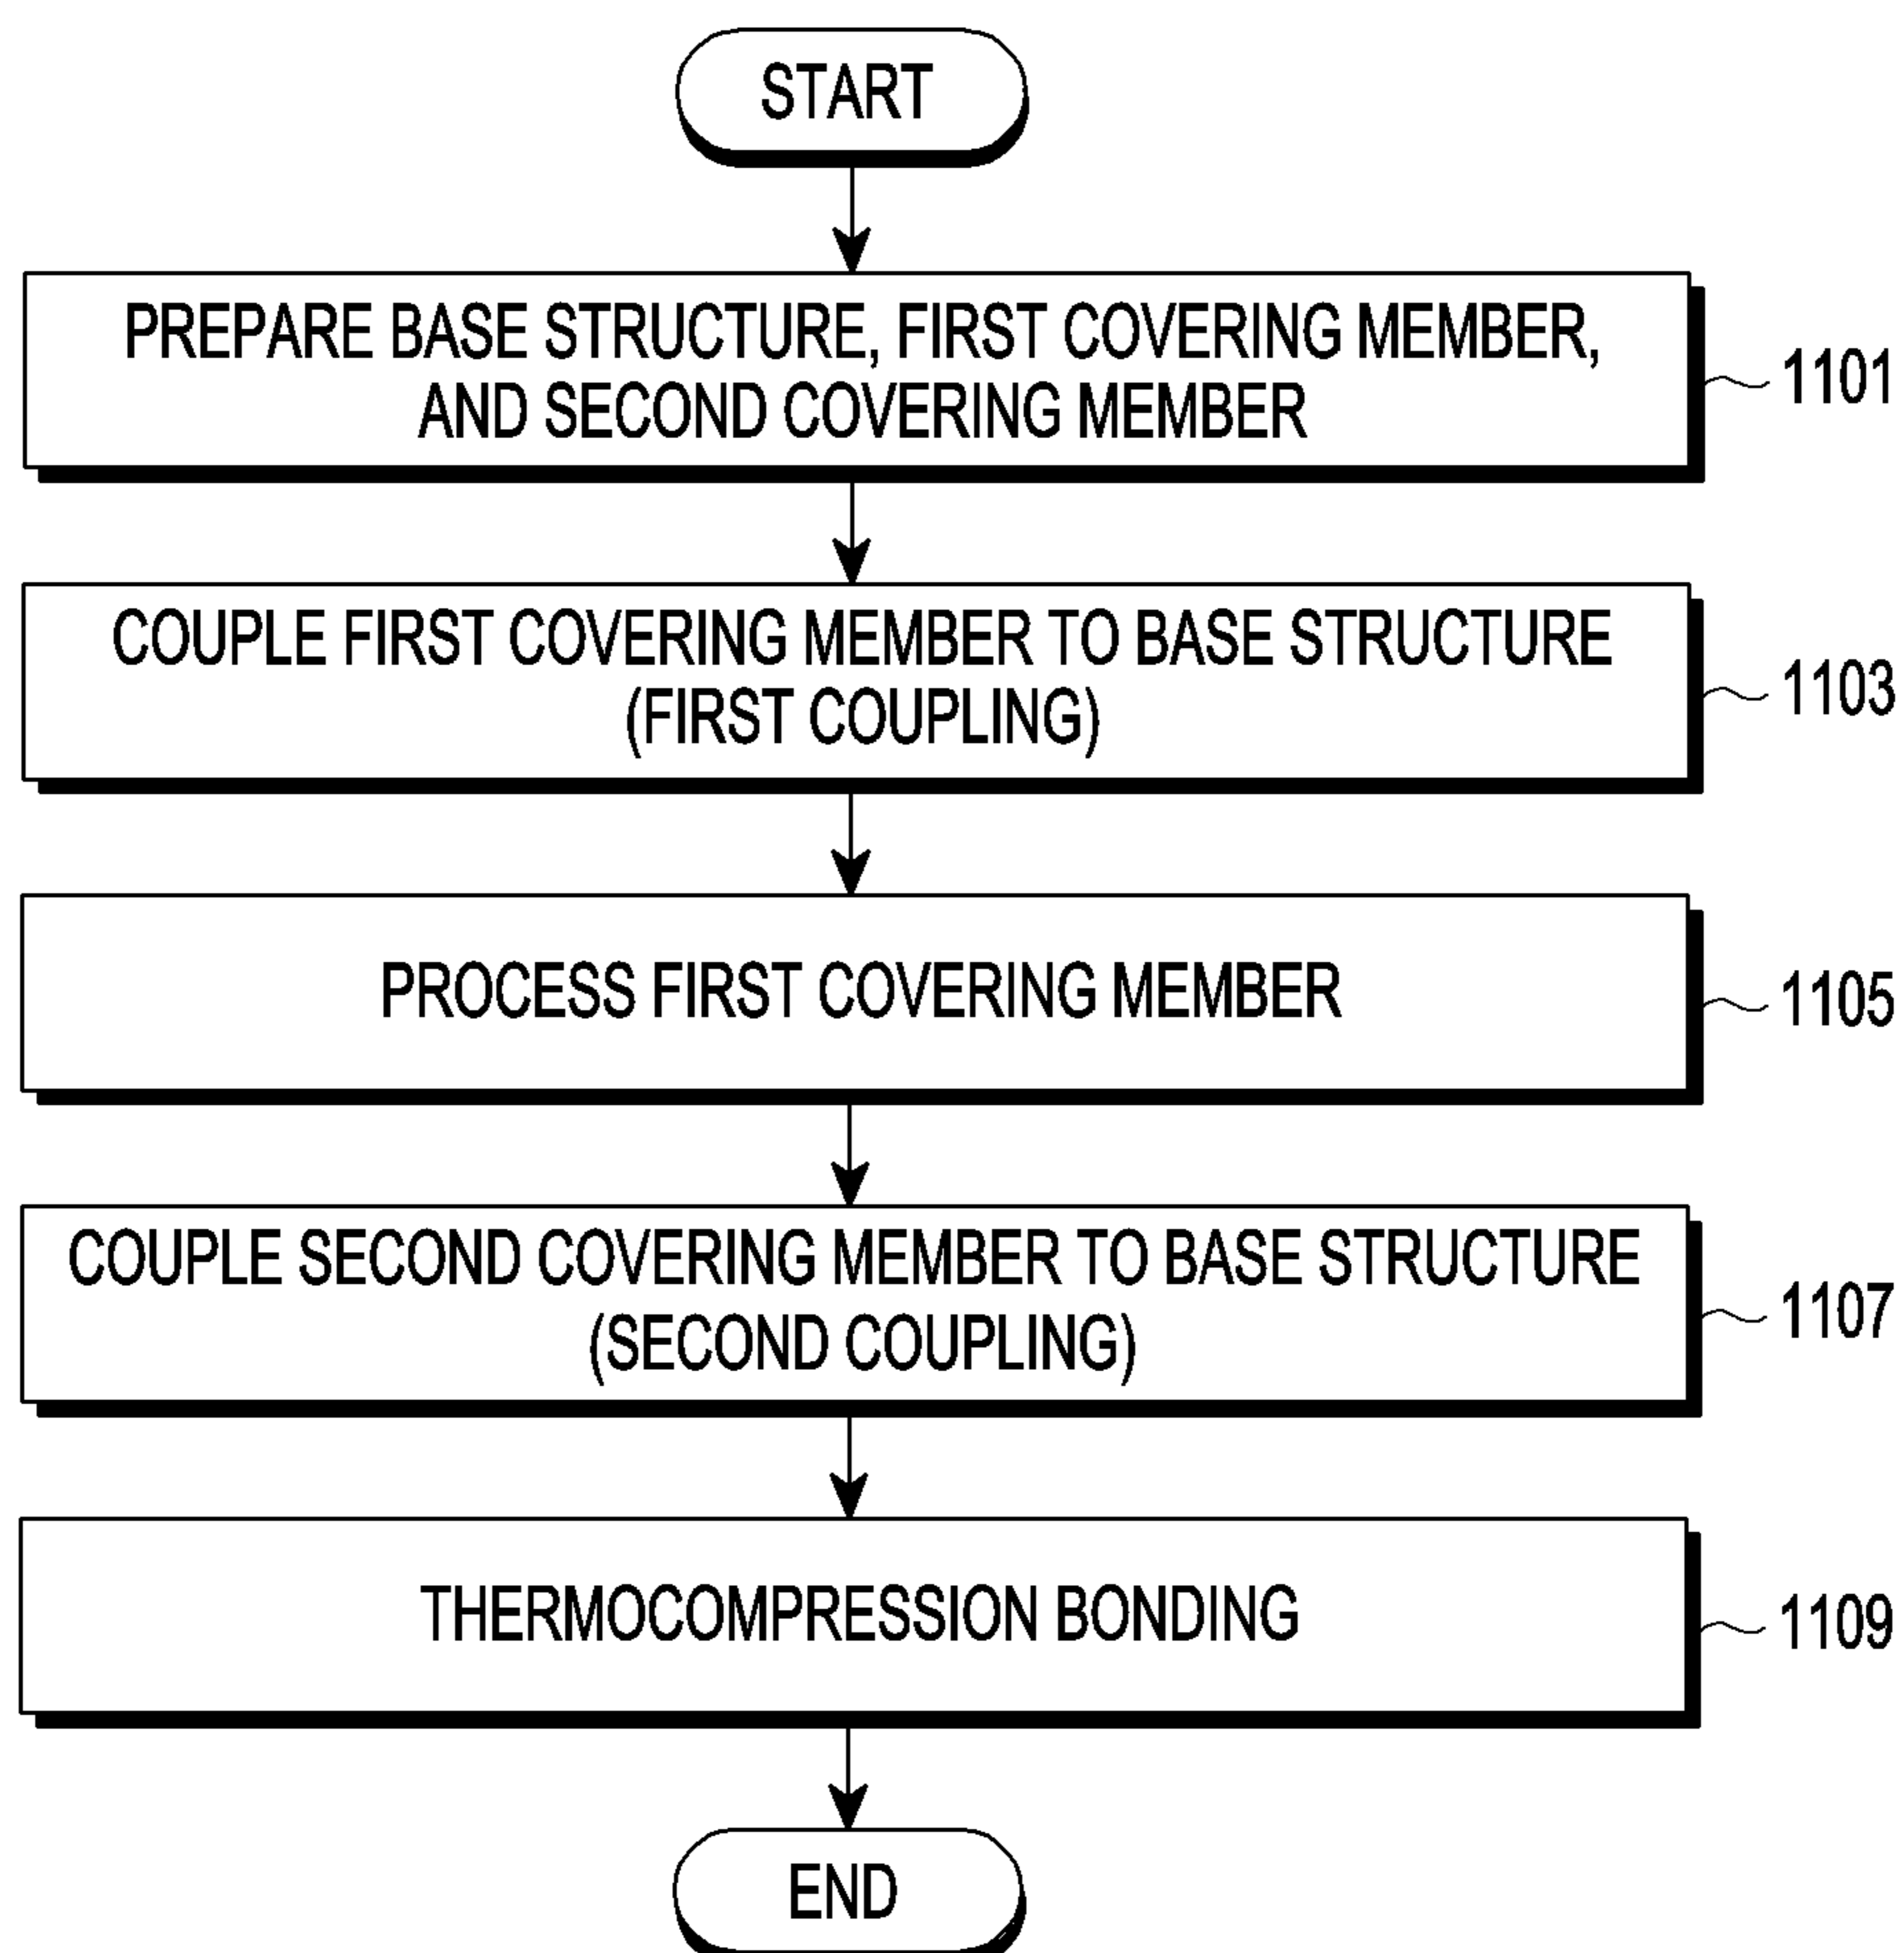 START
PREPARE BASE STRUCTURE, FIRST COVERING MEMBER,
AND SECOND COVERING MEMBER
1101
COUPLE FIRST COVERING MEMBER TO BASE STRUCTURE
(FIRST COUPLING)
1103
PROCESS FIRST COVERING MEMBER
1105
COUPLE SECOND COVERING MEMBER TO BASE STRUCTURE
(SECOND COUPLING)
1107
THERMOCOMPRESSION BONDING
1109
END